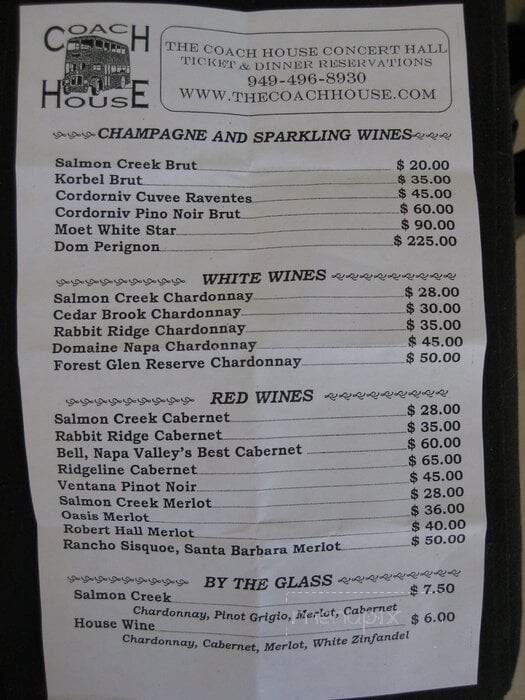 COACH HOUSE
THE COACH HOUSE CONCERT HALL
TICKET & DINNER RESERVATIONS
949-496-8930
WWW.THECOACHHOUSE.COM
CHAMPAGNE AND SPARKLING WINES
Salmon Creek Brut $ 20.00
Korbel Brut $ 35.00
Cordorniv Cuvee Raventes $ 45.00
Cordorniv Pino Noir Brut $ 60.00
Moet White Star $ 90.00
Dom Perignon $ 225.00
WHITE WINES
Salmon Creek Chardonnay $ 28.00
Cedar Brook Chardonnay $ 30.00
Rabbit Ridge Chardonnay $ 35.00
Domaine Napa Chardonnay $ 45.00
Forest Glen Reserve Chardonnay $ 50.00
RED WINES
Salmon Creek Cabernet $ 28.00
Rabbit Ridge Cabernet $ 35.00
Bell, Napa Valley's Best Cabernet $ 60.00
Ridgeline Cabernet $ 65.00
Ventana Pinot Noir $ 45.00
Salmon Creek Merlot $ 28.00
Oasis Merlot $ 36.00
Robert Hall Merlot $ 40.00
Rancho Sisquoe, Santa Barbara Merlot $ 50.00
BY THE GLASS
Salmon Creek $ 7.50
Chardonnay, Pinot Grigio, Merlot, Cabernet
House Wine $ 6.00
Chardonnay, Cabernet, Merlot, White Zinfandel
menupix